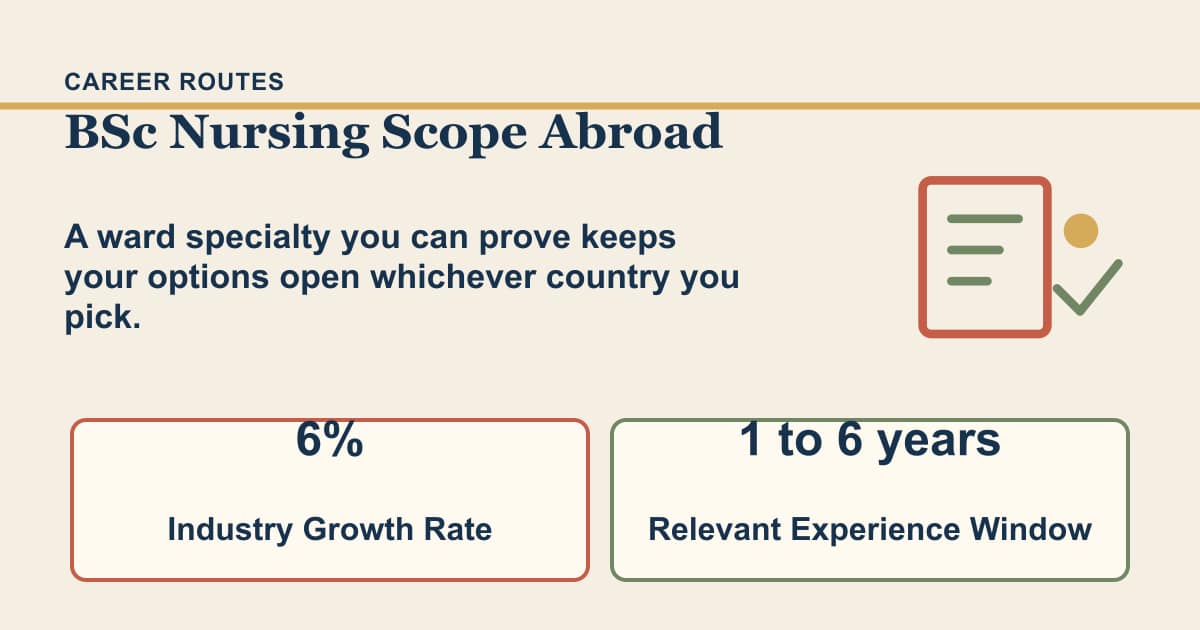 CAREER ROUTES
BSc Nursing Scope Abroad
A ward specialty you can prove keeps
your options open whichever country you
pick.
6%
Industry Growth Rate
1 to 6 years
Relevant Experience Window